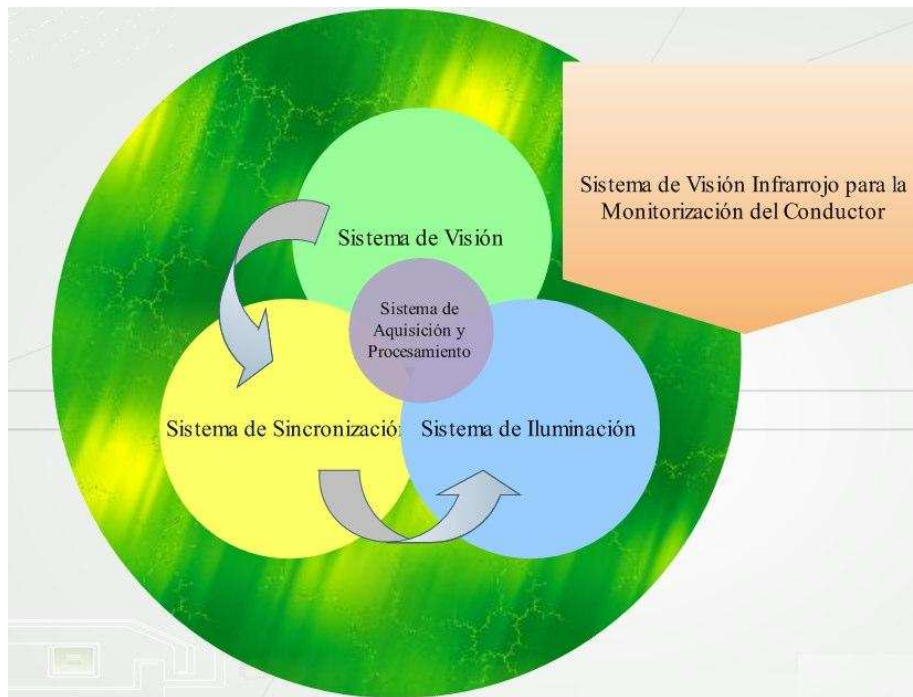 Sistema de Visión Infrarrojo para la
Monitorización del Conductor
Sistema de Visión
Sistema de
Aquisición y
Procesamiento
Sistema de Sincronización
Sistema de Iluminación